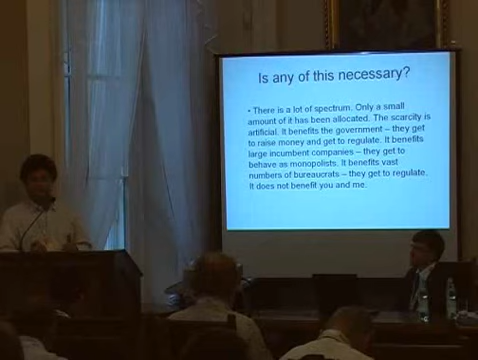 Is any of this necessary?
• There is a lot of spectrum. Only a small
amount of it has been allocated. The scarcity is
artificial. It benefits the government – they get
to raise money and get to regulate. It benefits
large incumbent companies – they get to
behave as monopolists. It benefits vast
numbers of bureaucrats – they get to regulate.
It does not benefit you and me.